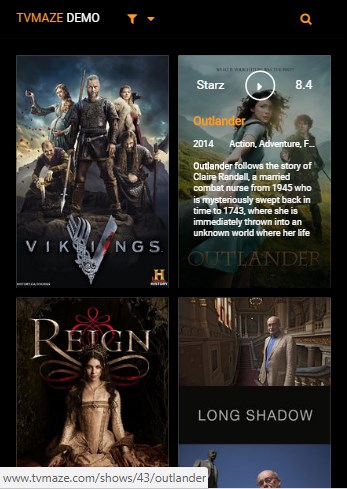 TVMAZE DEMO
Starz 8.4
Outlander
2014 Action, Adventure, F...
Outlander follows the story of
Claire Randall, a married
combat nurse from 1945 who
is mysteriously swept back in
time to 1743, where she is
immediately thrown into an
unknown world where her life
VIKINGS
H
HISTORY
OUTLANDER
REIGN
LONG SHADOW
www.tvmaze.com/shows/43/outlander